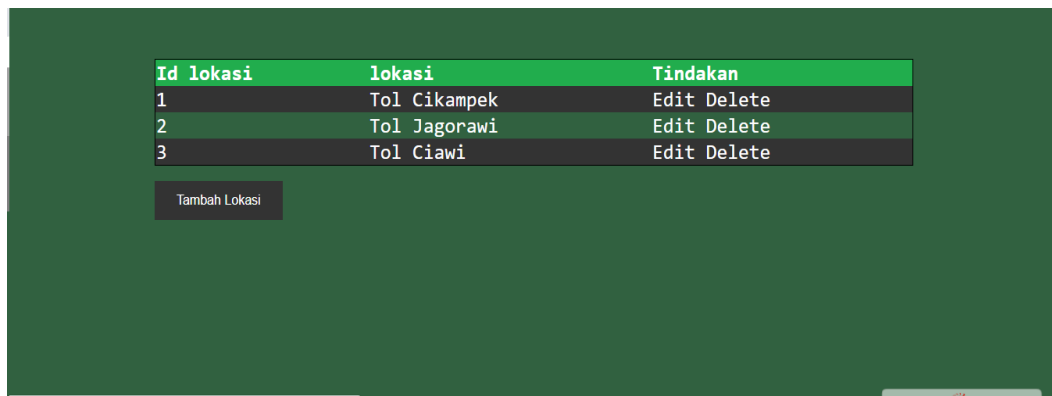 Id lokasi lokasi Tindakan
1 Tol Cikampek Edit Delete
2 Tol Jagorawi Edit Delete
3 Tol Ciawi Edit Delete
Tambah Lokasi